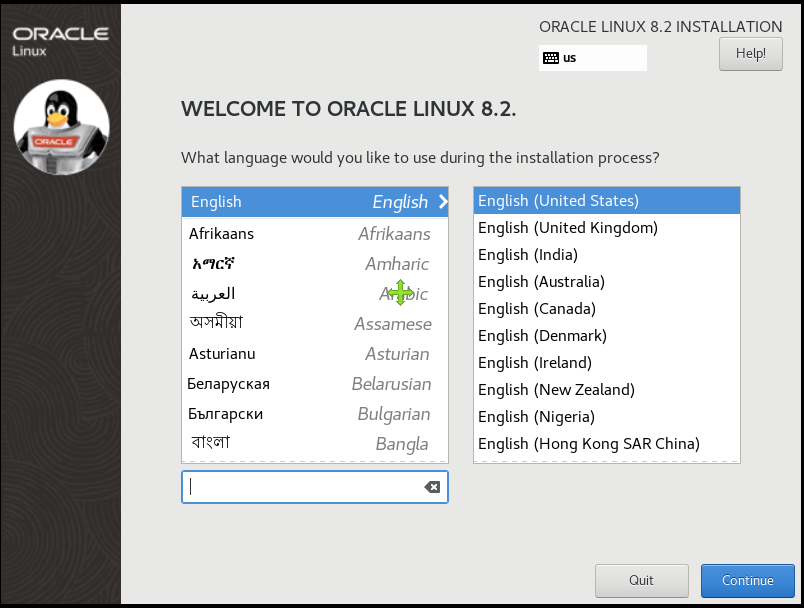 ORACLE
Linux
ORACLE
ORACLE LINUX 8.2 INSTALLATION
us
Help!
WELCOME TO ORACLE LINUX 8.2.
What language would you like to use during the installation process?
English English
Afrikaans Afrikaans
አማርኛ Amharic
العربية
অসমীয়া Assamese
Asturianu Asturian
Беларуская Belarusian
Български Bulgarian
বাংলা Bangla
English (United States)
English (United Kingdom)
English (India)
English (Australia)
English (Canada)
English (Denmark)
English (Ireland)
English (New Zealand)
English (Nigeria)
English (Hong Kong SAR China)
Quit
Continue